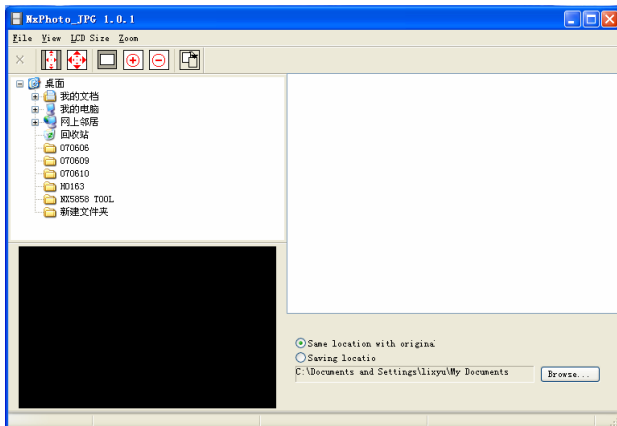 NxPhoto_JPG 1.0.1
File View LCD Size Zoom
桌面
我的文档
我的电脑
网上邻居
回收站
070606
070609
070610
H0163
NX5858 TOOL
新建文件夹
Same location with original
Saving locatio
C:\Documents and Settings\lixyu\My Documents
Browse...